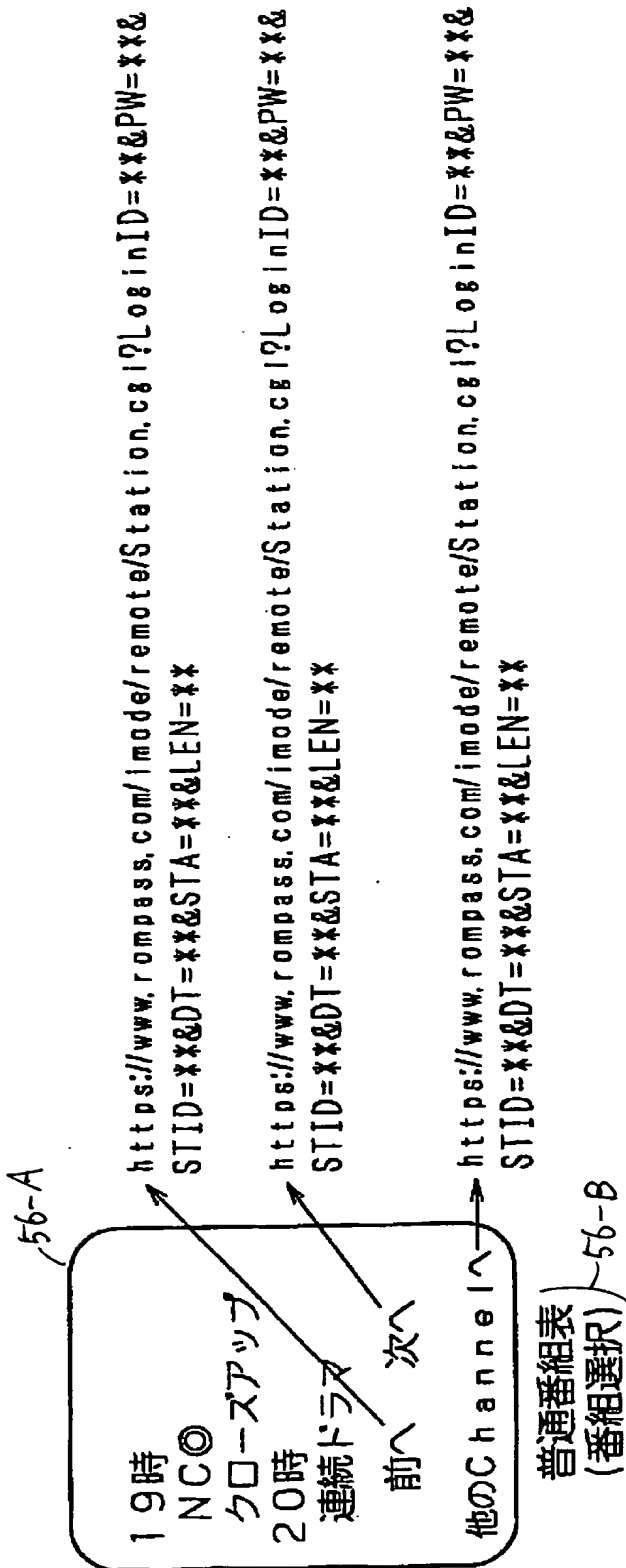 56-A
19時
NC◎
クローズアップ
20時
連続ドラマ
前へ 次へ
他のChannelへ
普通番組表
(番組選択)
56-B
https://www.rompass.com/imode/remote/Station.cgi?LoginID=**&PW=**&
STID=**&DT=**&STA=**&LEN=**
https://www.rompass.com/imode/remote/Station.cgi?LoginID=**&PW=**&
STID=**&DT=**&STA=**&LEN=**
https://www.rompass.com/imode/remote/Station.cgi?LoginID=**&PW=**&
STID=**&DT=**&STA=**&LEN=**